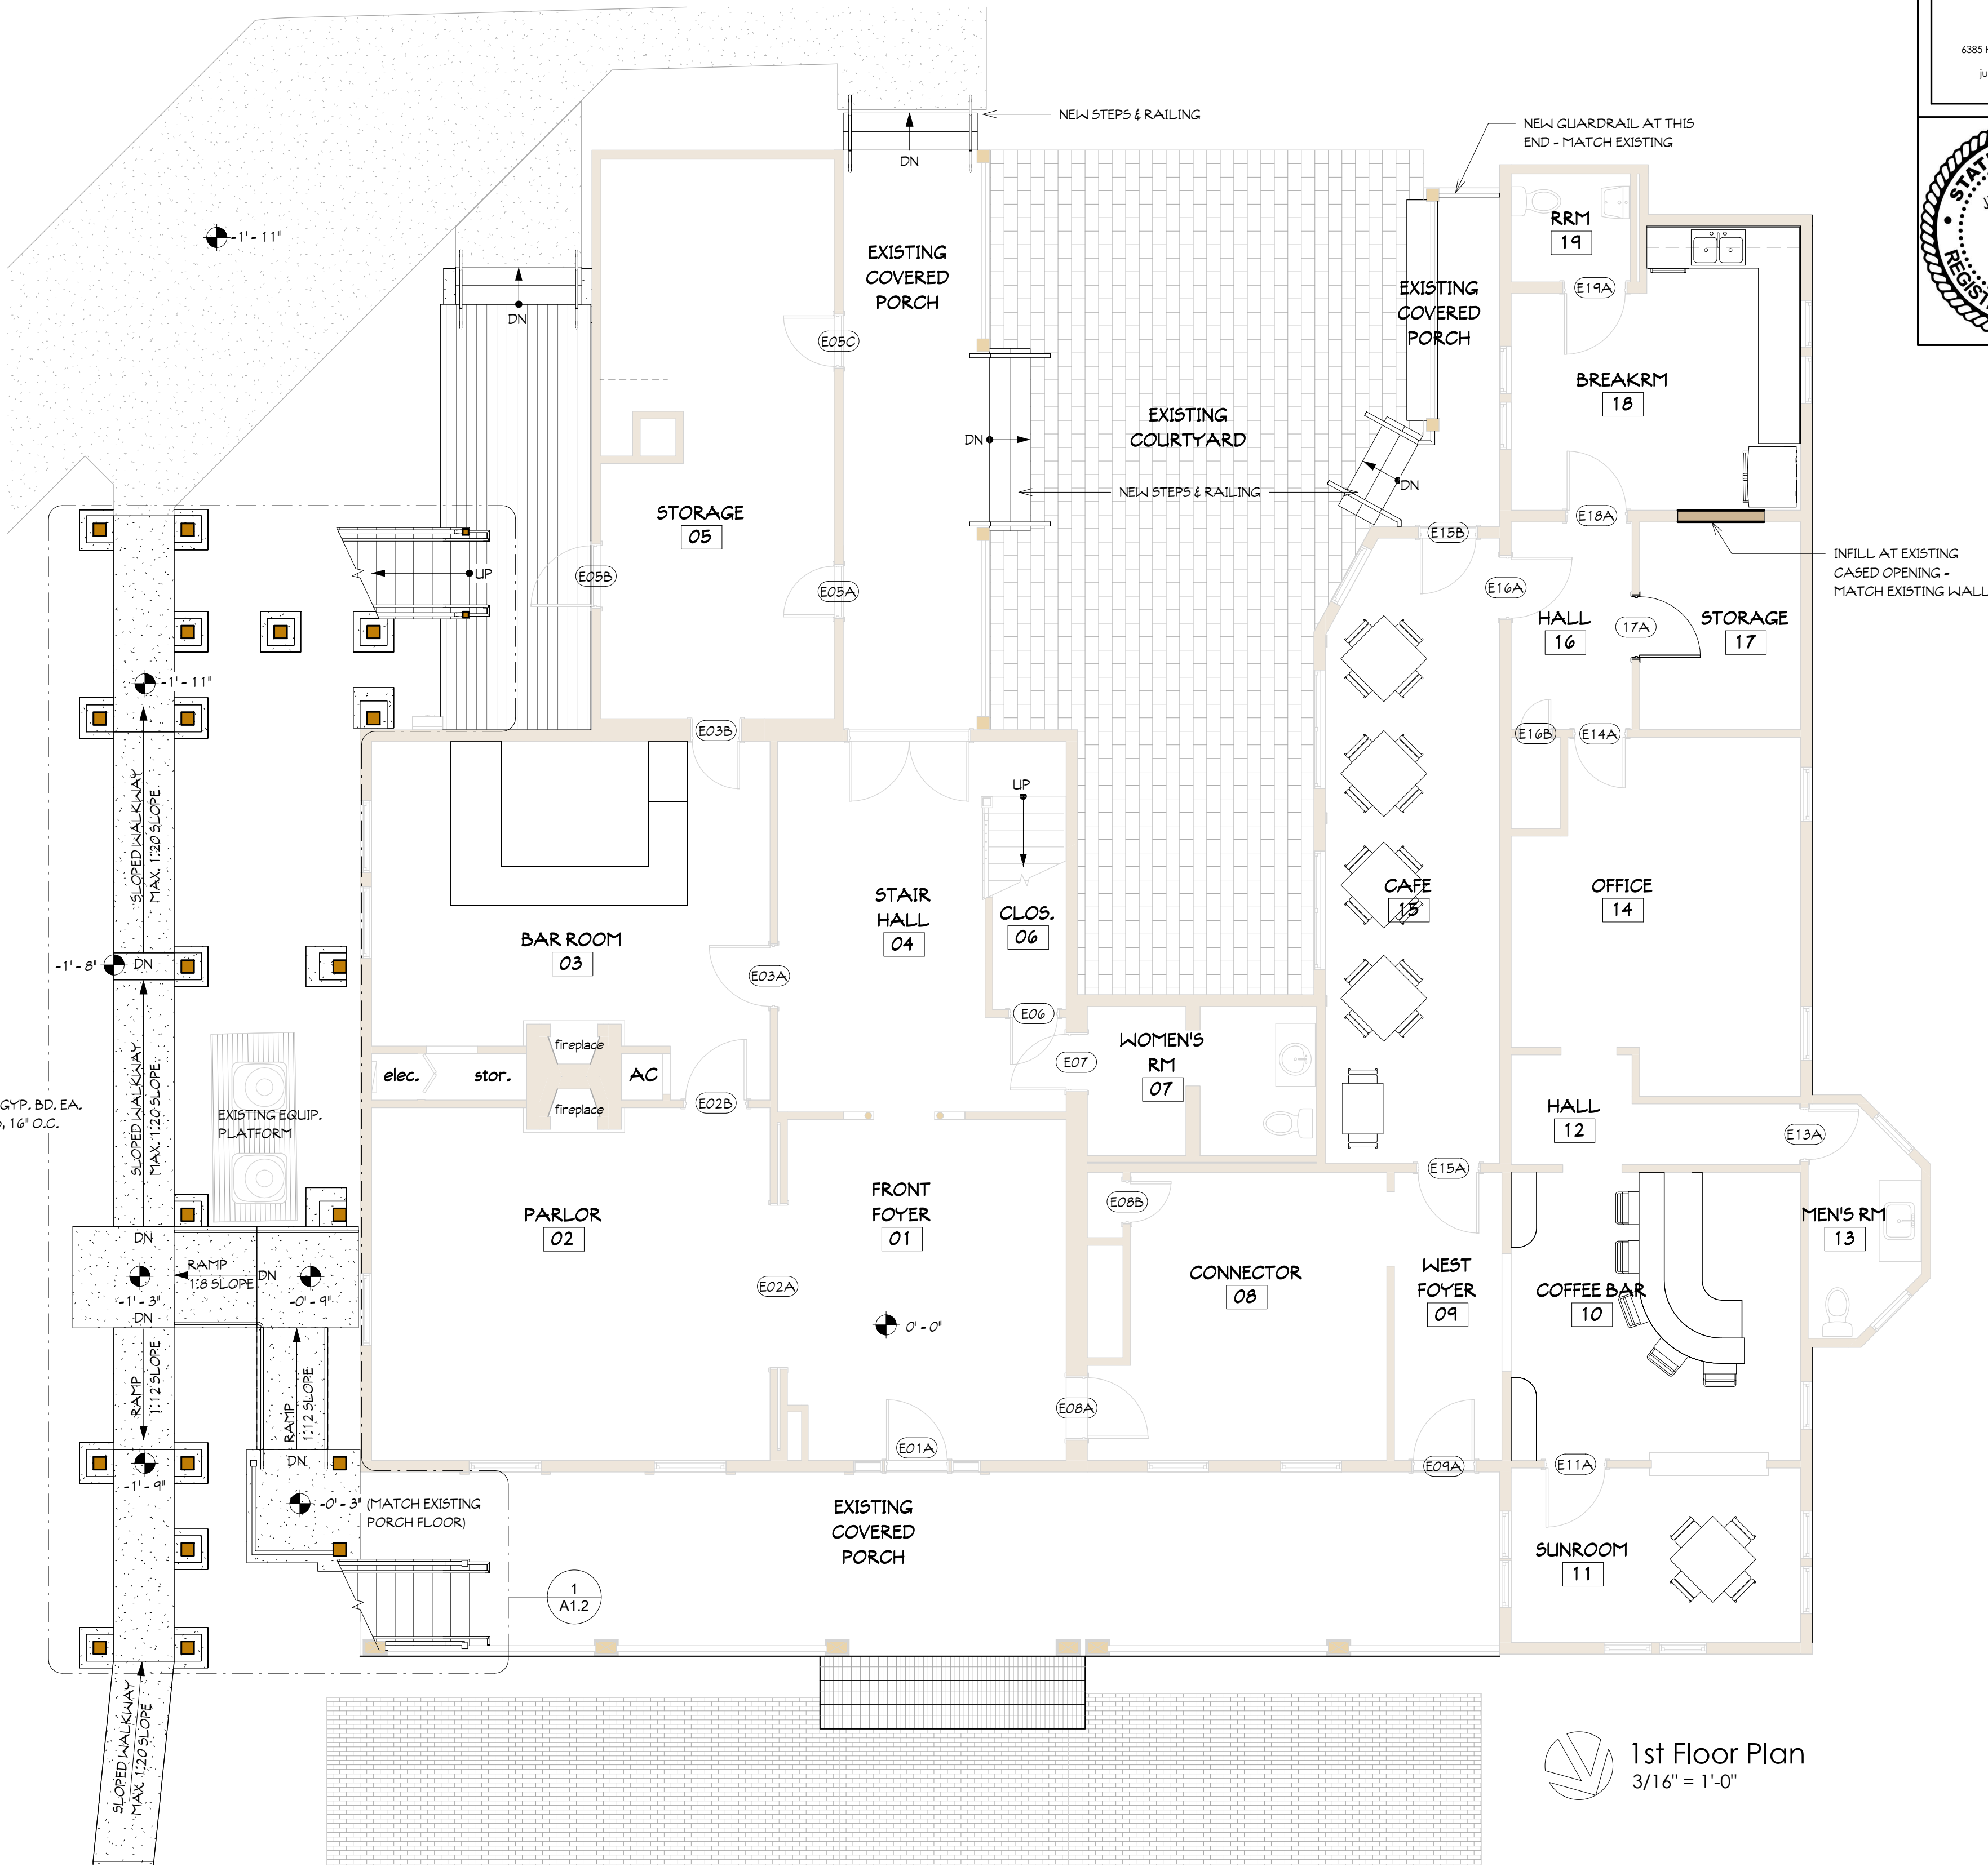 6385
STATE
REGIST
NEW STEPS & RAILING
NEW GUARDRAIL AT THIS
END - MATCH EXISTING
DN
-1' - 11"
RRM
19
EXISTING
COVERED
PORCH
EXISTING
COVERED
PORCH
E19A
DN
E05C
BREAKRM
18
EXISTING
COURTYARD
DN
NEW STEPS & RAILING
DN
STORAGE
05
E18A
E15B
INFILL AT EXISTING
CASED OPENING -
MATCH EXISTING WALL
UP
E05B
E05A
E16A
HALL
16
17A
STORAGE
17
-1' - 11"
E03B
E16B
E14A
SLOPED WALKWAY
MAX. 1:20 SLOPE
UP
STAIR
HALL
04
CLOS.
06
CAFE
15
OFFICE
14
BAR ROOM
03
-1' - 8"
DN
E03A
E06
fireplace
WOMEN'S
RM
07
E07
elec.
stor.
AC
SLOPED WALKWAY
MAX. 1:20 SLOPE
GYP. BD. EA.
, 16" O.C.
EXISTING EQUIP.
PLATFORM
fireplace
E02B
HALL
12
E13A
E15A
PARLOR
02
FRONT
FOYER
01
E08B
MEN'S RM
13
DN
RAMP
1:8 SLOPE
DN
-1' - 3"
-0' - 9"
DN
E02A
CONNECTOR
08
WEST
FOYER
09
COFFEE BAR
10
0' - 0"
RAMP
1:12 SLOPE
RAMP
1:12 SLOPE
E08A
E01A
E09A
E11A
DN
-1' - 9"
-0' - 3" (MATCH EXISTING
PORCH FLOOR)
EXISTING
COVERED
PORCH
SUNROOM
11
1
A1.2
SLOPED WALKWAY
MAX. 1:20 SLOPE
1st Floor Plan
3/16" = 1'-0"